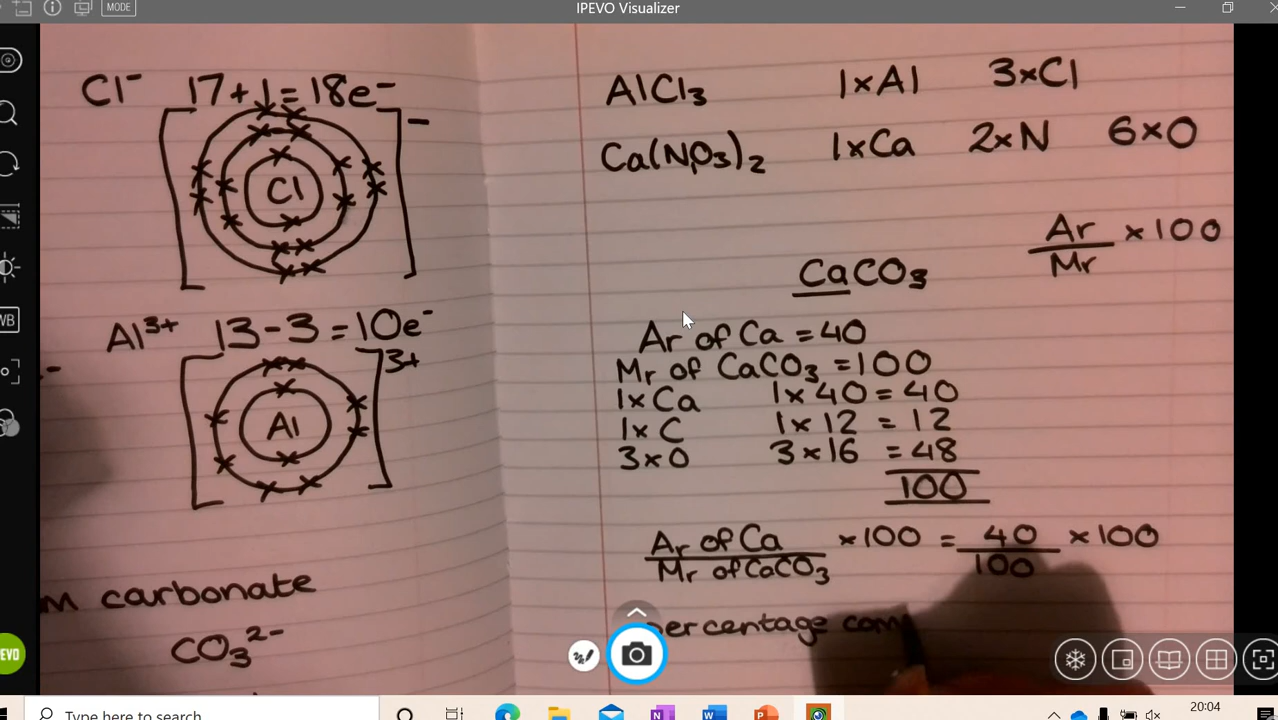 MODE
IPEVO Visualizer
Cl⁻ 17+1=18e⁻
Cl
⁻
Al³⁺ 13-3=10e⁻
Al
3+
carbonate
CO₃²⁻
AlCl₃ 1×Al 3×Cl
Ca(NO₃)₂ 1×Ca 2×N 6×O
Ar
Mr
×100
CaCO₃
Ar of Ca = 40
Mr of CaCO₃ = 100
1×Ca 1×40 = 40
1×C 1×12 = 12
3×O 3×16 = 48
100
Ar of Ca
Mr of CaCO₃
×100 = 40
100
×100
percentage com
WB
EVO
Type here to search
20:04